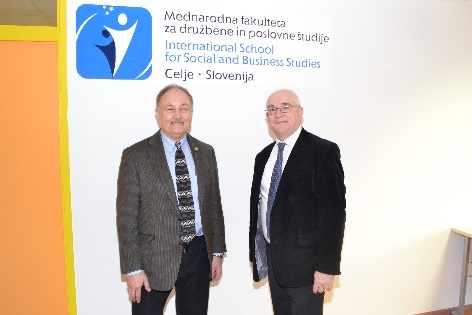 Mednarodna fakulteta
za družbene in poslovne študije
International School
for Social and Business Studies
Celje · Slovenija